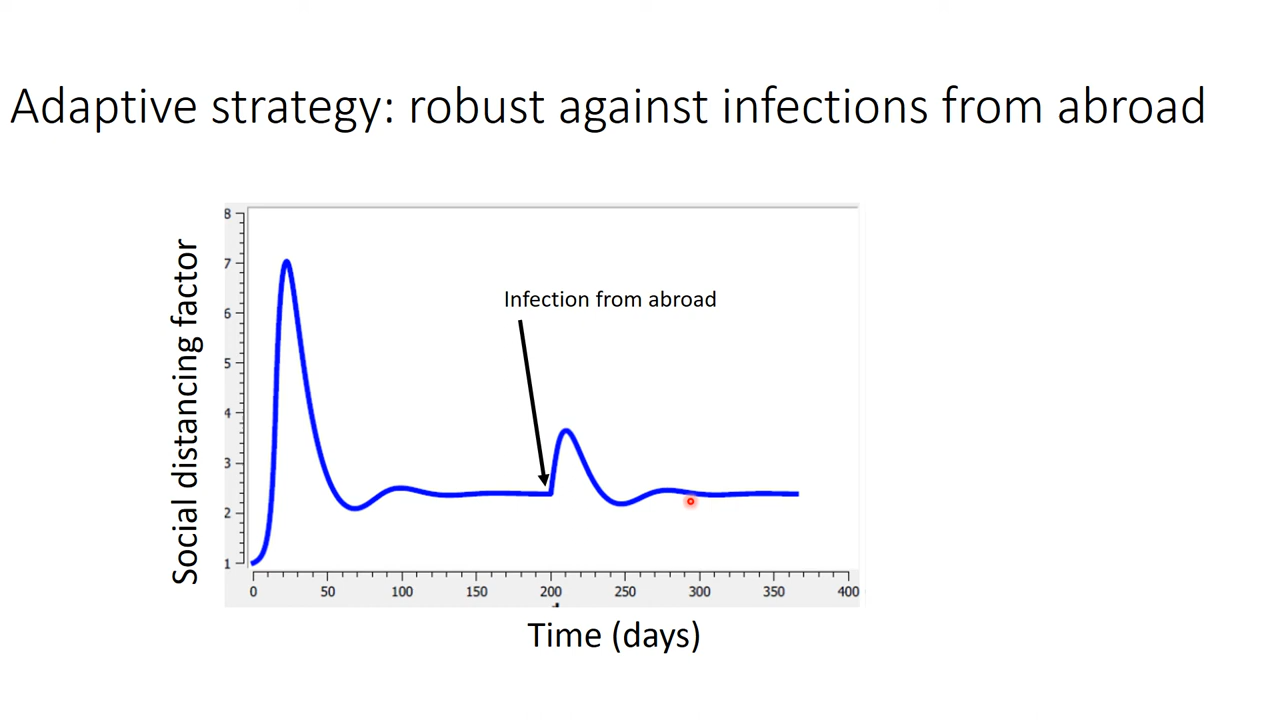 Adaptive strategy: robust against infections from abroad
Social distancing factor
8
7
6
5
4
3
2
1
Infection from abroad
0 50 100 150 200 250 300 350 400
Time (days)